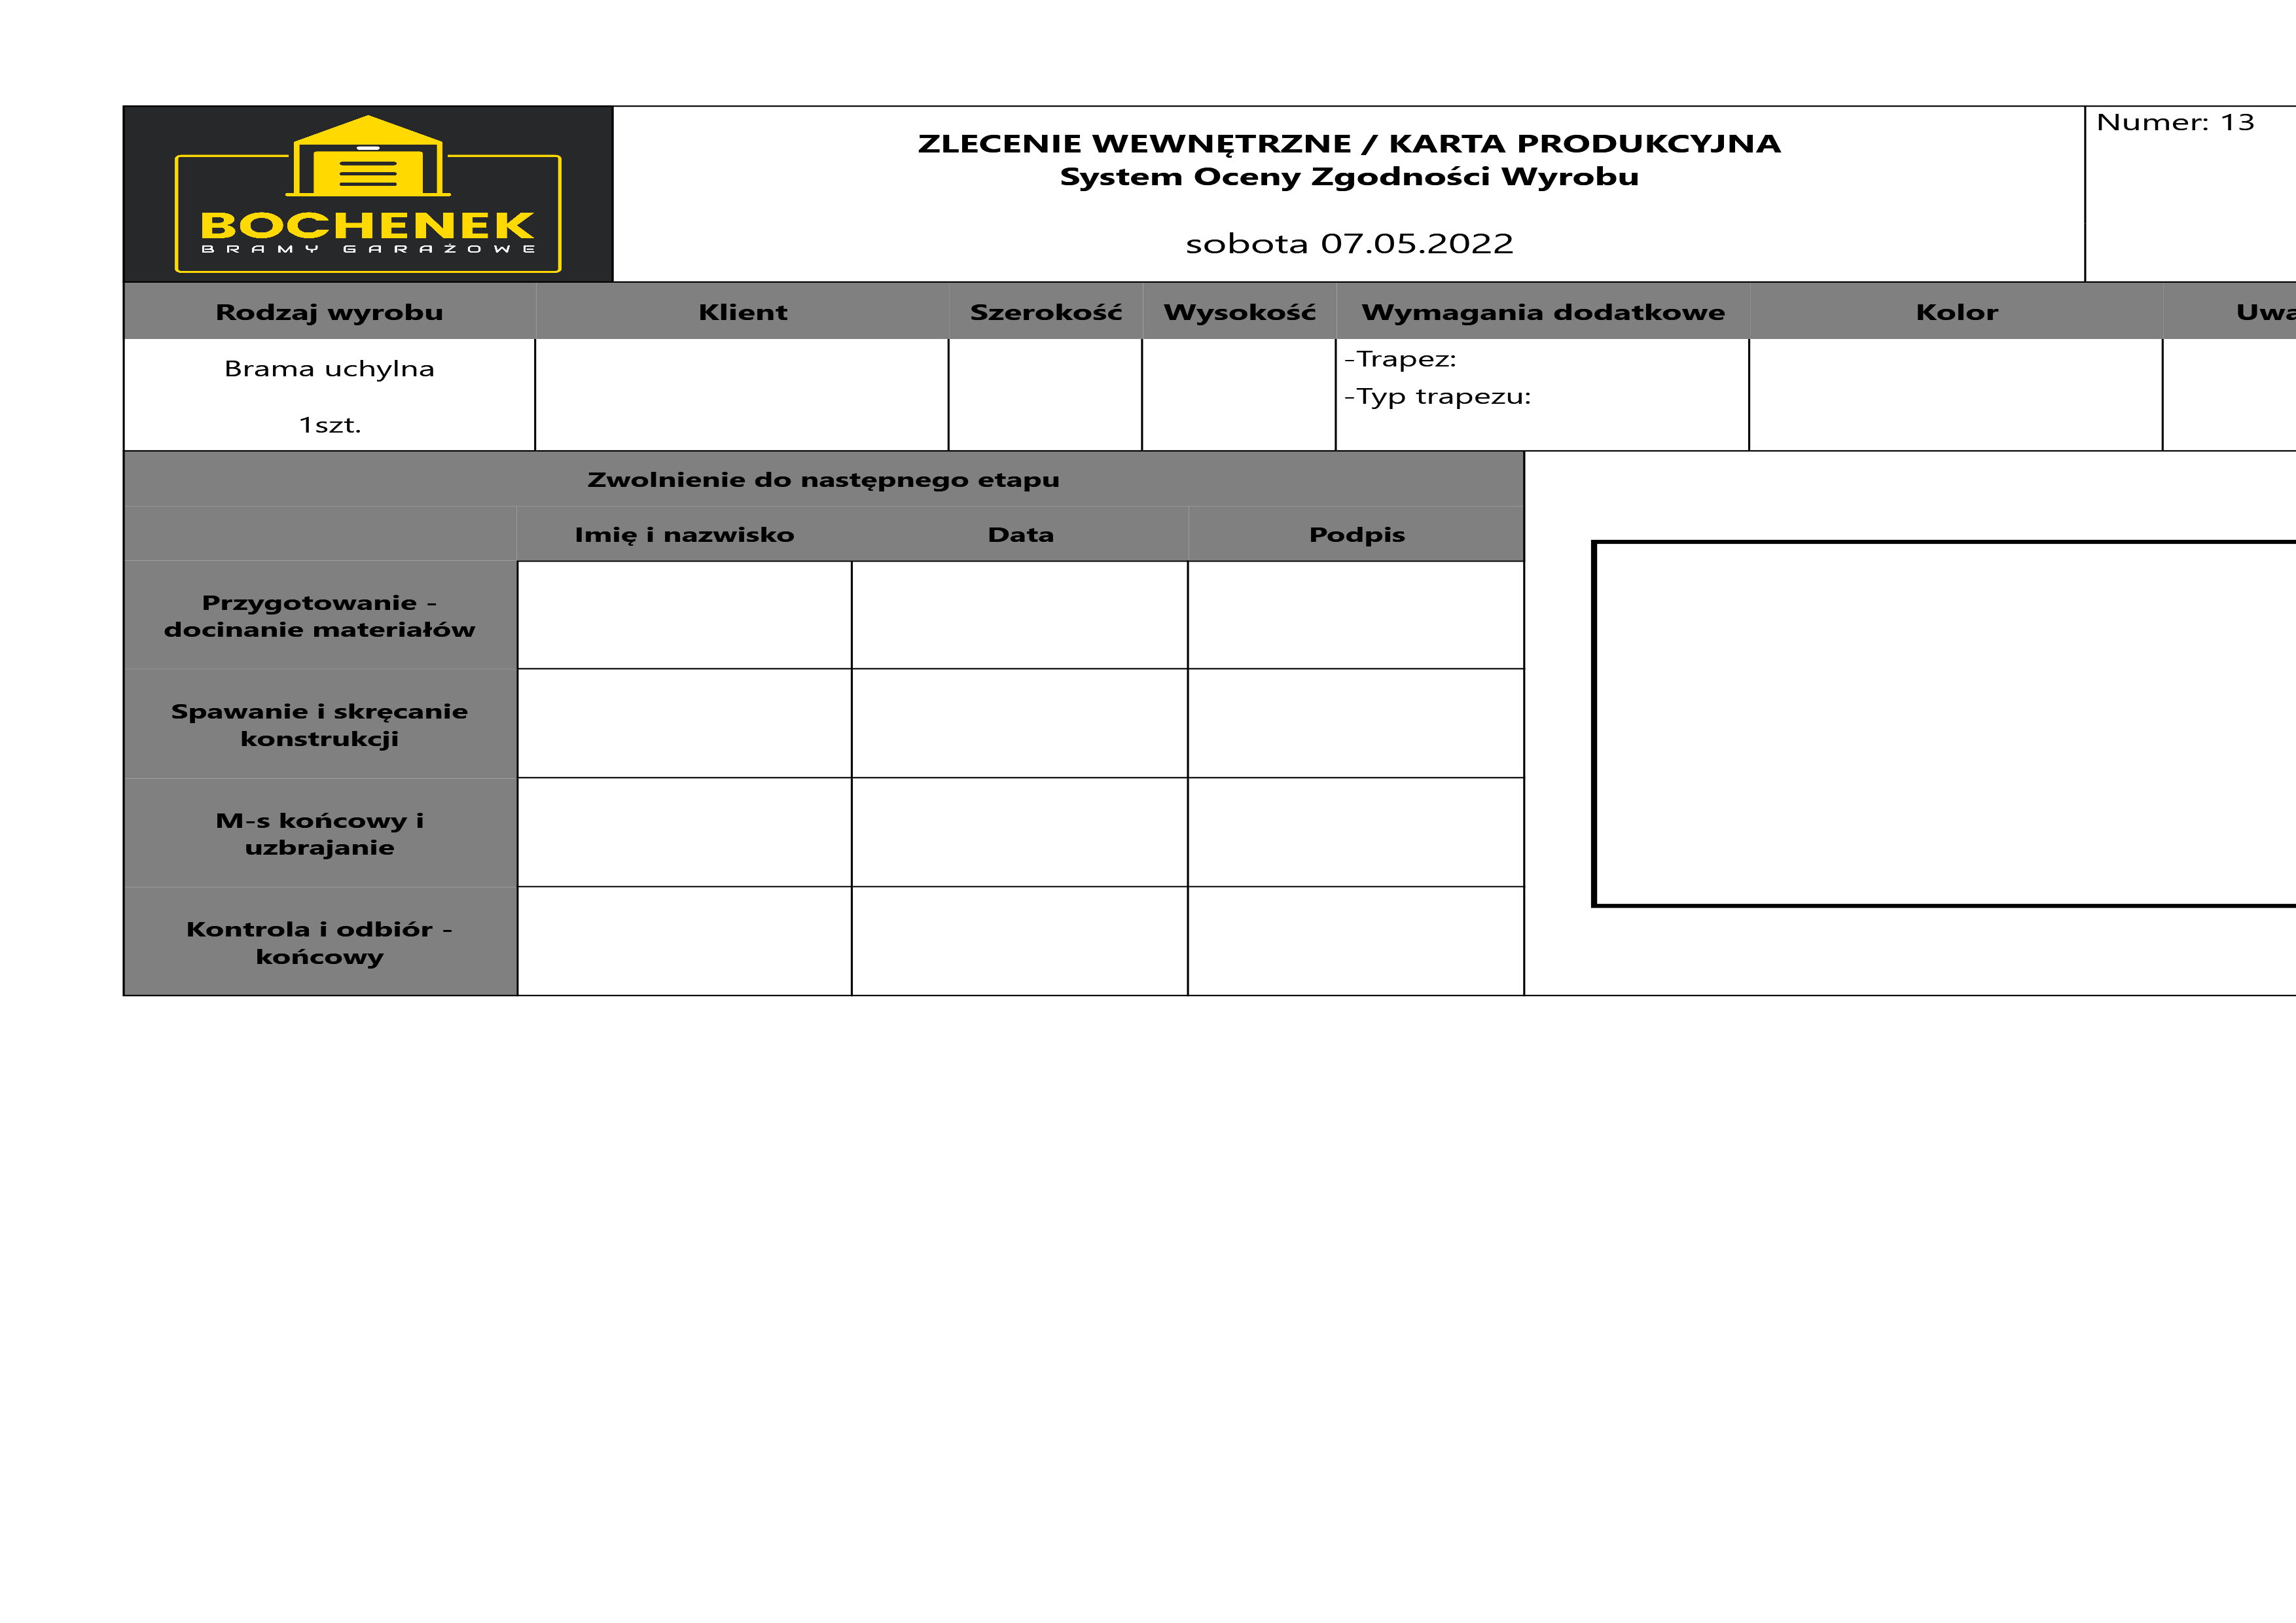 BOCHENEK
BRAMY GARAŻOWE
ZLECENIE WEWNĘTRZNE / KARTA PRODUKCYJNA
System Oceny Zgodności Wyrobu
sobota 07.05.2022
Numer: 13
Rodzaj wyrobu Klient Szerokość Wysokość Wymagania dodatkowe Kolor
Brama uchylna
1szt.
-Trapez:
-Typ trapezu:
Zwolnienie do następnego etapu
Imię i nazwisko Data Podpis
Przygotowanie -
docinanie materiałów
Spawanie i skręcanie
konstrukcji
M-s końcowy i
uzbrajanie
Kontrola i odbiór -
końcowy